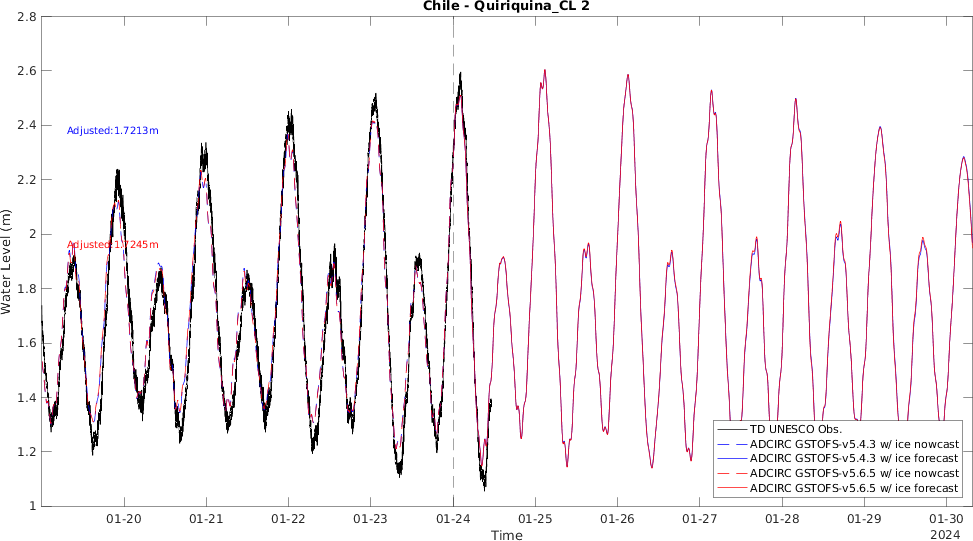 Chile - Quiriquina_CL 2
Water Level (m)
2.8
2.6
2.4
2.2
2
1.8
1.6
1.4
1.2
1
Adjusted:1.7213m
Adjusted:1.7245m
TD UNESCO Obs.
ADCIRC GSTOFS-v5.4.3 w/ ice nowcast
ADCIRC GSTOFS-v5.4.3 w/ ice forecast
ADCIRC GSTOFS-v5.6.5 w/ ice nowcast
ADCIRC GSTOFS-v5.6.5 w/ ice forecast
01-20 01-21 01-22 01-23 01-24 01-25 01-26 01-27 01-28 01-29 01-30
Time
2024